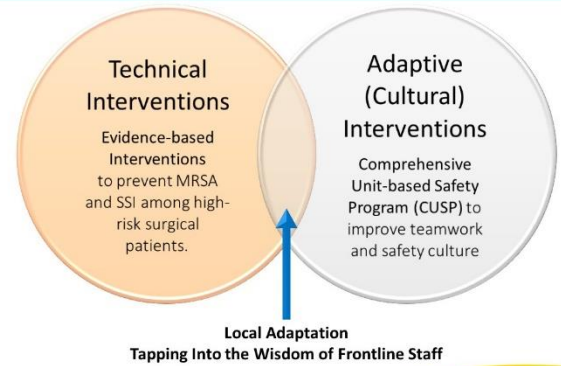 Technical
Interventions
Evidence-based
Interventions
to prevent MRSA
and SSI among high-
risk surgical
patients.
Adaptive
(Cultural)
Interventions
Comprehensive
Unit-based Safety
Program (CUSP) to
improve teamwork
and safety culture
Local Adaptation
Tapping Into the Wisdom of Frontline Staff